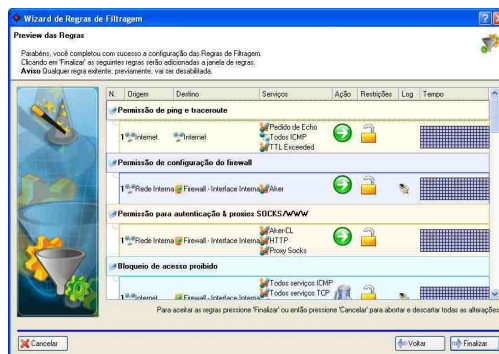 Wizard de Regras de Filtragem
Preview das Regras
Parabéns, você completou com sucesso a configuração das Regras de Filtragem.
Clicando em 'Finalizar' as seguintes regras serão adicionadas a janela de regras.
Aviso Qualquer regra exitente, previamente, vai ser desabilitada.
N. Origem Destino Serviços Ação Restrições Log Tempo
Permissão de ping e traceroute
1 Internet Internet Pedido de Echo
Todos ICMP
TTL Exceeded
Permissão de configuração do firewall
1 Rede Interna Firewall - Interface Interna Aker
Permissão para autenticação & proxies SOCKS/WWW
1 Rede Interna Firewall - Interface Interna Aker-CL
HTTP
Proxy Socks
Bloqueio de acesso proibido
1 Internet Firewall - Interface Interna Todos serviços ICMP
Todos serviços TCP
Para aceitar as regras pressione 'Finalizar' ou então pressione 'Cancelar' para abortar e descartar todas as alterações
Cancelar
Voltar
Finalizar